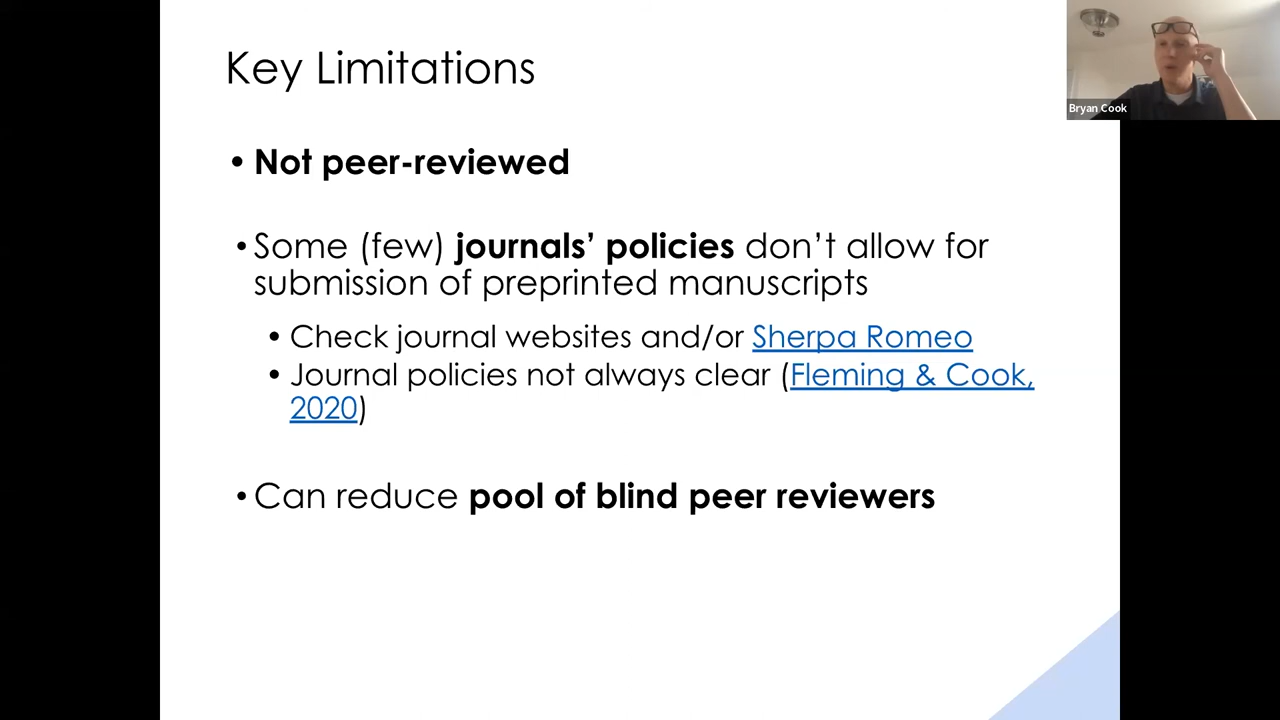 Key Limitations
Bryan Cook
• Not peer-reviewed
• Some (few) journals’ policies don’t allow for
submission of preprinted manuscripts
• Check journal websites and/or Sherpa Romeo
• Journal policies not always clear (Fleming & Cook,
2020)
• Can reduce pool of blind peer reviewers